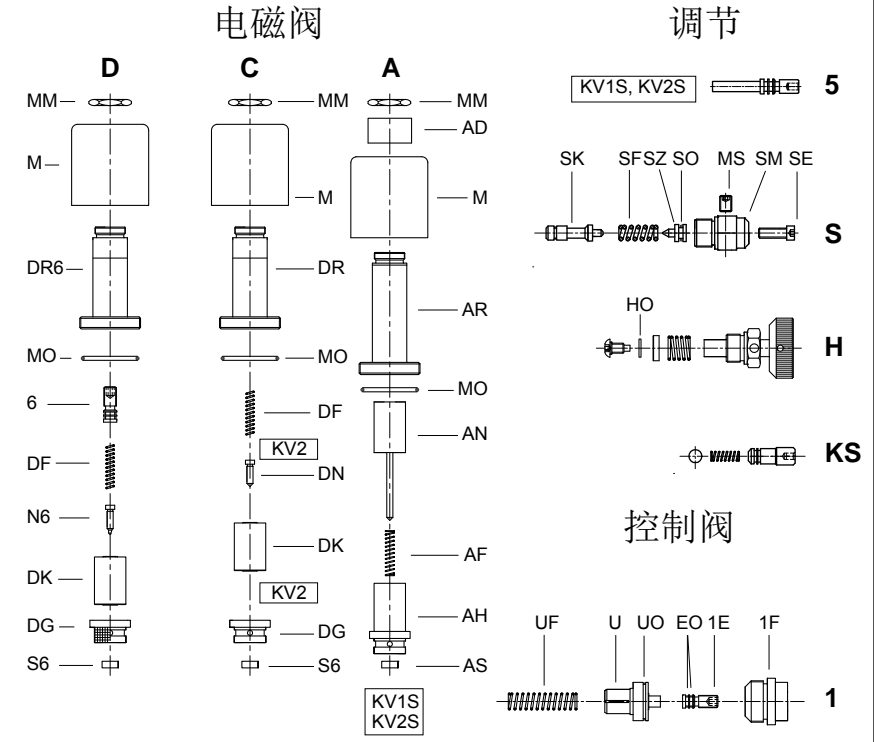 电磁阀
D C A
MM MM MM
AD
M M M
DR6 DR AR
MO MO MO
6 DF AN
KV2
DF DN
N6 DK AF
DK KV2 AH
DG DG
S6 S6 AS
KV1S
KV2S
调节
KV1S, KV2S 5
SK SF SZ SO MS SM SE
S
HO
H
KS
控制阀
UF U UO EO 1E 1F
1